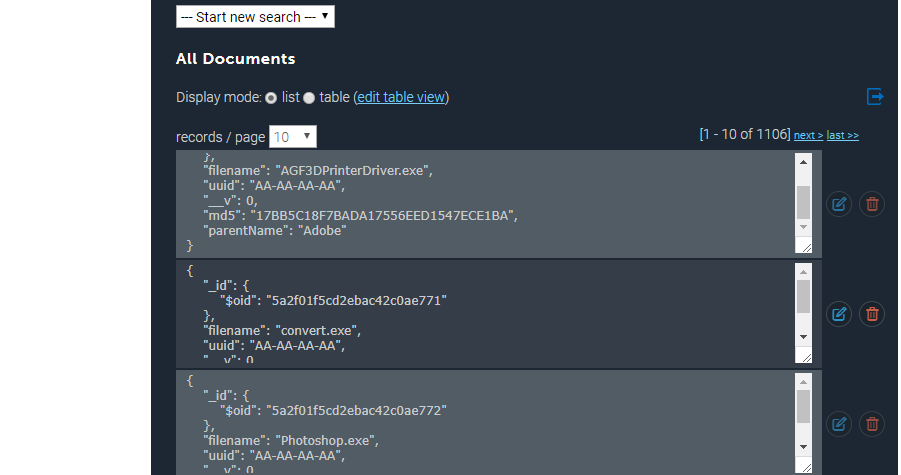 --- Start new search ---
All Documents
Display mode: list table (edit table view)
records / page 10 [1 - 10 of 1106] next > last >>
},
"filename": "AGF3DPrinterDriver.exe",
"uuid": "AA-AA-AA-AA",
"__v": 0,
"md5": "17BB5C18F7BADA17556EED1547ECE1BA",
"parentName": "Adobe"
}
{
"_id": {
"$oid": "5a2f01f5cd2ebac42c0ae771"
},
"filename": "convert.exe",
"uuid": "AA-AA-AA-AA",
"__v": 0
{
"_id": {
"$oid": "5a2f01f5cd2ebac42c0ae772"
},
"filename": "Photoshop.exe",
"uuid": "AA-AA-AA-AA",
"__v": 0